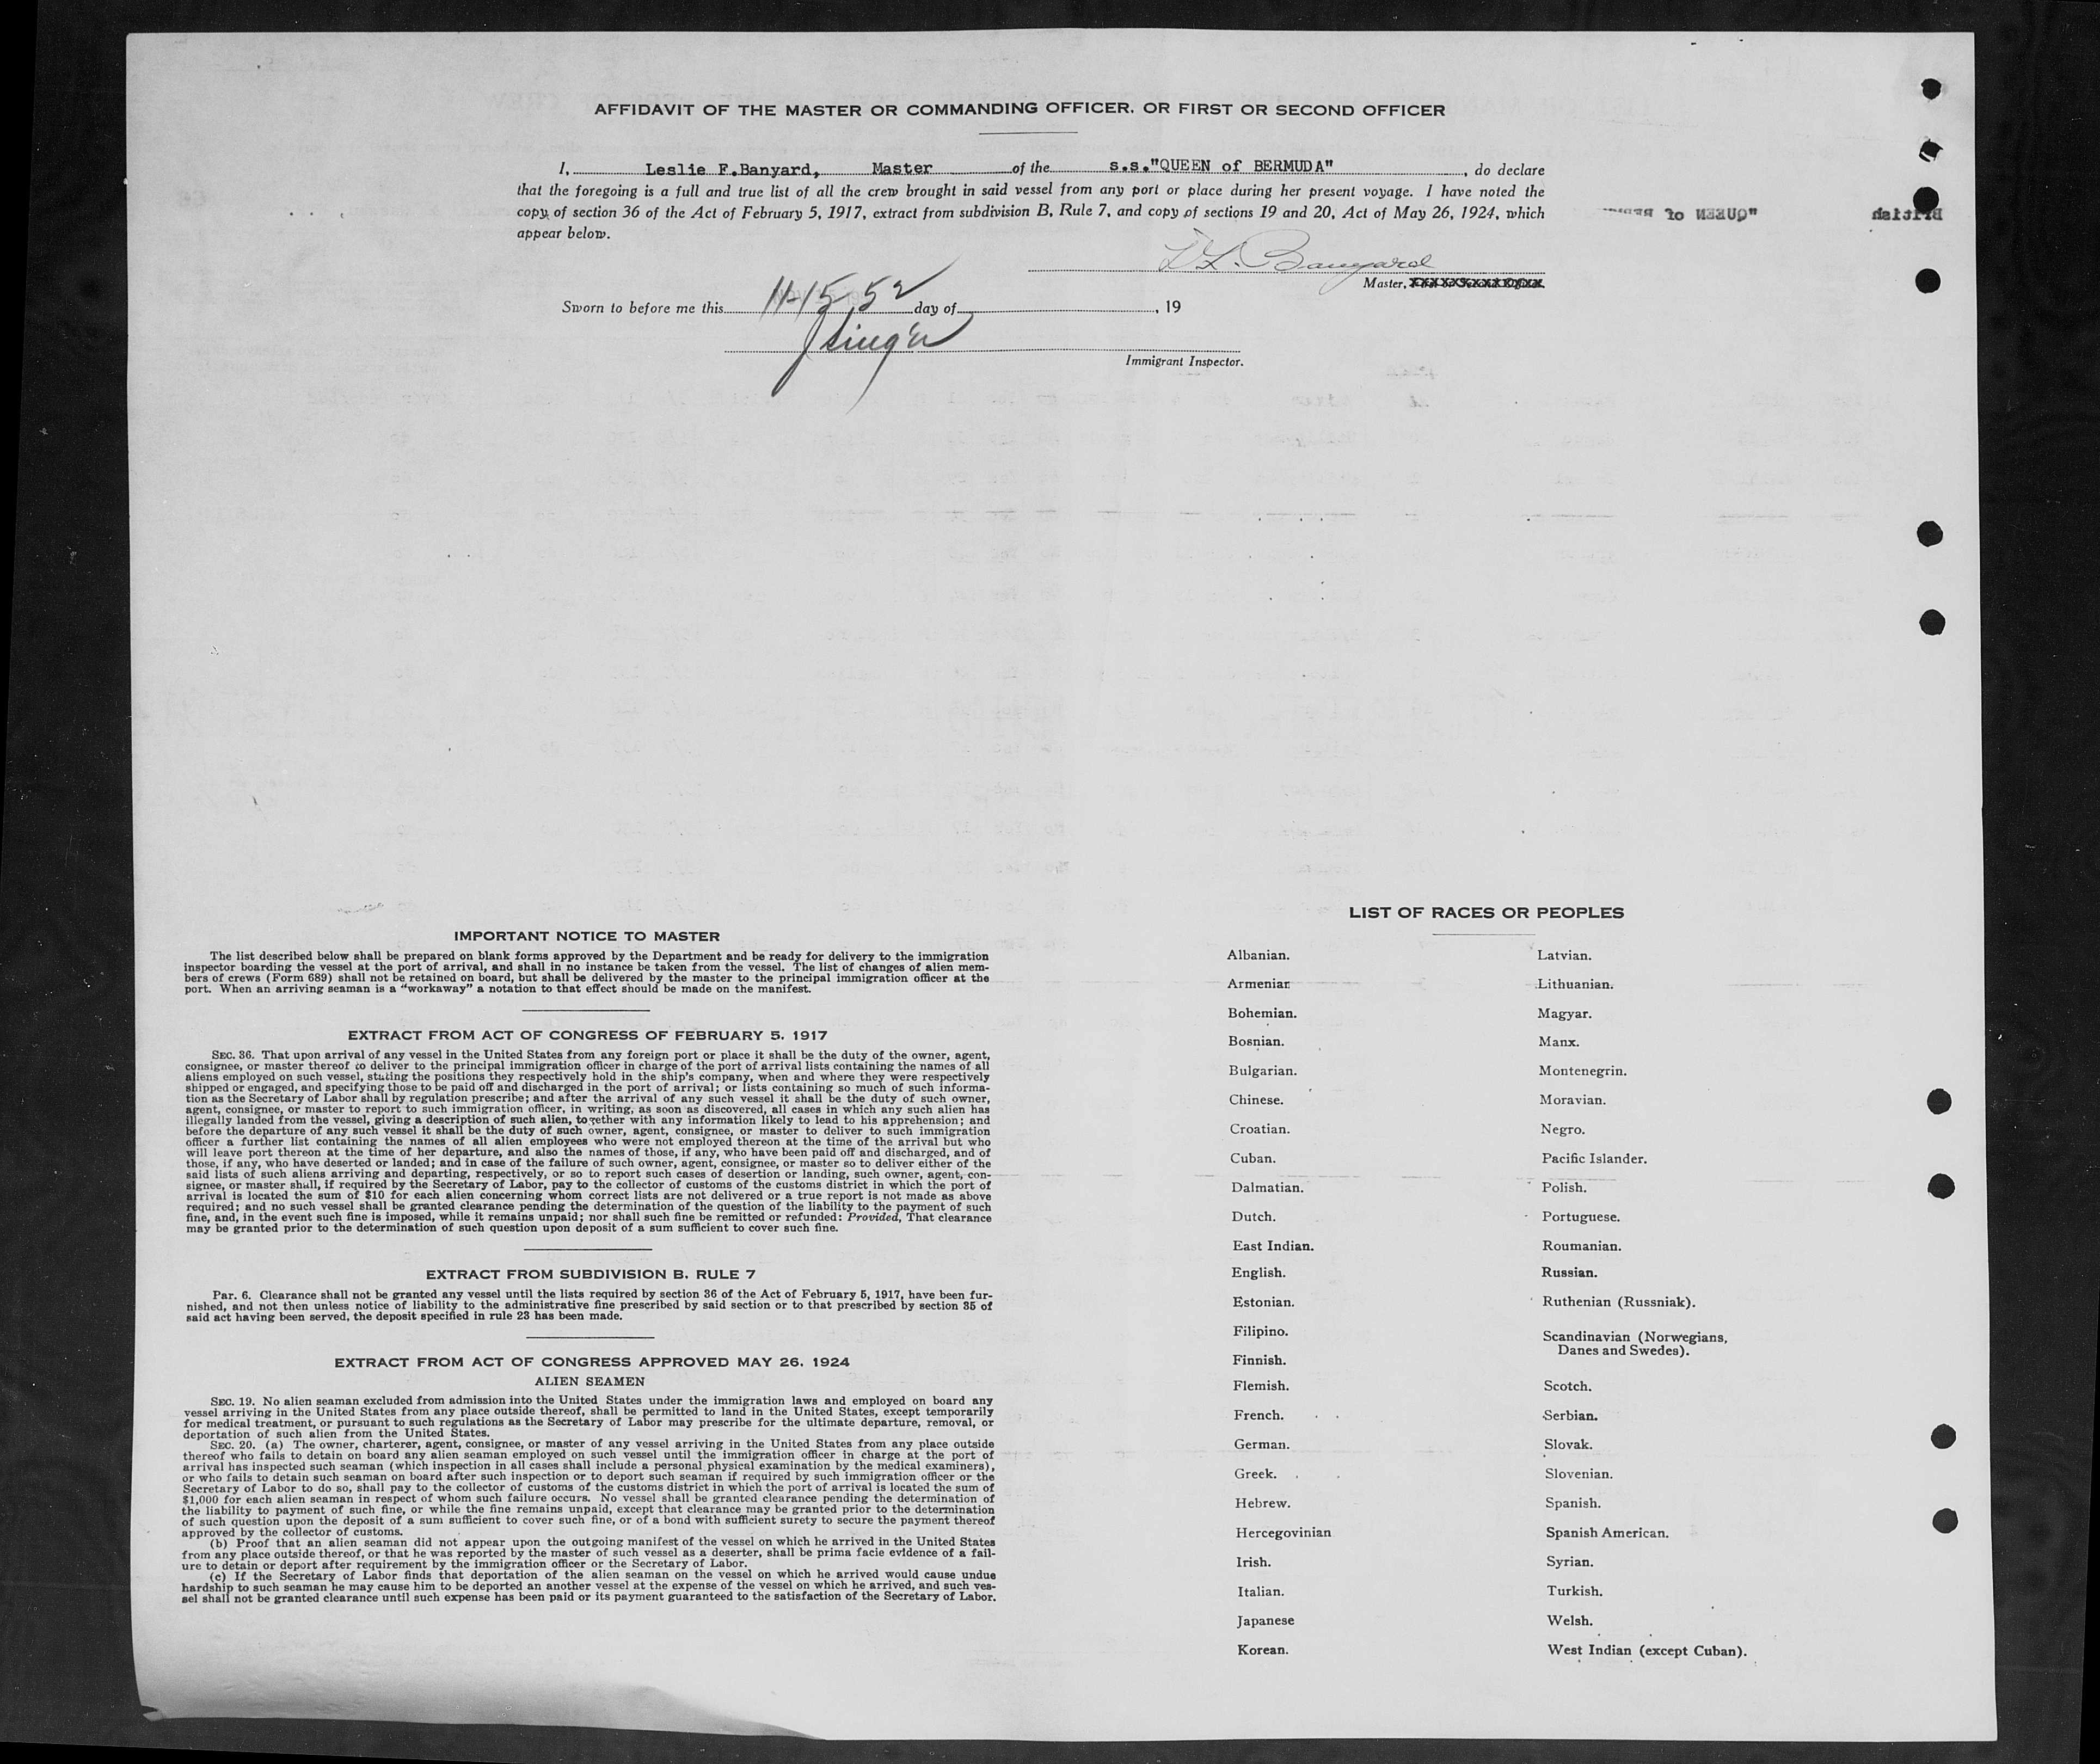 AFFIDAVIT OF THE MASTER OR COMMANDING OFFICER, OR FIRST OR SECOND OFFICER
I, Leslie F.Banyard, Master of the s.s."QUEEN of BERMUDA", do declare
that the foregoing is a full and true list of all the crew brought in said vessel from any port or place during her present voyage. I have noted the
copy of section 36 of the Act of February 5, 1917, extract from subdivision B, Rule 7, and copy of sections 19 and 20, Act of May 26, 1924, which
appear below.
Banyard
Master,
Sworn to before me this 11-15 52 day of , 19
J Singer
Immigrant Inspector.
IMPORTANT NOTICE TO MASTER
The list described below shall be prepared on blank forms approved by the Department and be ready for delivery to the immigration
inspector boarding the vessel at the port of arrival, and shall in no instance be taken from the vessel. The list of changes of alien mem-
bers of crews (Form 689) shall not be retained on board, but shall be delivered by the master to the principal immigration officer at the
port. When an arriving seaman is a "workaway" a notation to that effect should be made on the manifest.
EXTRACT FROM ACT OF CONGRESS OF FEBRUARY 5, 1917
SEC. 36. That upon arrival of any vessel in the United States from any foreign port or place it shall be the duty of the owner, agent,
consignee, or master thereof to deliver to the principal immigration officer in charge of the port of arrival lists containing the names of all
aliens employed on such vessel, stating the positions they respectively hold in the ship's company, when and where they were respectively
shipped or engaged, and specifying those to be paid off and discharged in the port of arrival; or lists containing so much of such informa-
tion as the Secretary of Labor shall by regulation prescribe; and after the arrival of any such vessel it shall be the duty of such owner,
agent, consignee, or master to report to such immigration officer, in writing, as soon as discovered, all cases in which any such alien has
illegally landed from the vessel, giving a description of such alien, together with any information likely to lead to his apprehension; and
before the departure of any such vessel it shall be the duty of such owner, agent, consignee, or master to deliver to such immigration
officer a further list containing the names of all alien employees who were not employed thereon at the time of the arrival but who
will leave port thereon at the time of her departure, and also the names of those, if any, who have been paid off and discharged, and of
those, if any, who have deserted or landed; and in case of the failure of such owner, agent, consignee, or master so to deliver either of the
said lists of such aliens arriving and departing, respectively, or so to report such cases of desertion or landing, such owner, agent, con-
signee, or master shall, if required by the Secretary of Labor, pay to the collector of customs of the customs district in which the port of
arrival is located the sum of $10 for each alien concerning whom correct lists are not delivered or a true report is not made as above
required; and no such vessel shall be granted clearance pending the determination of the question of the liability to the payment of such
fine, and, in the event such fine is imposed, while it remains unpaid; nor shall such fine be remitted or refunded: Provided, That clearance
may be granted prior to the determination of such question upon deposit of a sum sufficient to cover such fine.
EXTRACT FROM SUBDIVISION B, RULE 7
Par. 6. Clearance shall not be granted any vessel until the lists required by section 36 of the Act of February 5, 1917, have been fur-
nished, and not then unless notice of liability to the administrative fine prescribed by said section or to that prescribed by section 35 of
said act having been served, the deposit specified in rule 23 has been made.
EXTRACT FROM ACT OF CONGRESS APPROVED MAY 26, 1924
ALIEN SEAMEN
SEC. 19. No alien seaman excluded from admission into the United States under the immigration laws and employed on board any
vessel arriving in the United States from any place outside thereof, shall be permitted to land in the United States, except temporarily
for medical treatment, or pursuant to such regulations as the Secretary of Labor may prescribe for the ultimate departure, removal, or
deportation of such alien from the United States.
SEC. 20. (a) The owner, charterer, agent, consignee, or master of any vessel arriving in the United States from any place outside
thereof who fails to detain on board any alien seaman employed on such vessel until the immigration officer in charge at the port of
arrival has inspected such seaman (which inspection in all cases shall include a personal physical examination by the medical examiners),
or who fails to detain such seaman on board after such inspection or to deport such seaman if required by such immigration officer or the
Secretary of Labor to do so, shall pay to the collector of customs of the customs district in which the port of arrival is located the sum of
$1,000 for each alien seaman in respect of whom such failure occurs. No vessel shall be granted clearance pending the determination of
the liability to payment of such fine, or while the fine remains unpaid, except that clearance may be granted prior to the determination
of such question upon the deposit of a sum sufficient to cover such fine, or of a bond with sufficient surety to secure the payment thereof
approved by the collector of customs.
(b) Proof that an alien seaman did not appear upon the outgoing manifest of the vessel on which he arrived in the United States
from any place outside thereof, or that he was reported by the master of such vessel as a deserter, shall be prima facie evidence of a fail-
ure to detain or deport after requirement by the immigration officer or the Secretary of Labor.
(c) If the Secretary of Labor finds that deportation of the alien seaman on the vessel on which he arrived would cause undue
hardship to such seaman he may cause him to be deported an another vessel at the expense of the vessel on which he arrived, and such ves-
sel shall not be granted clearance until such expense has been paid or its payment guaranteed to the satisfaction of the Secretary of Labor.
LIST OF RACES OR PEOPLES
Albanian.
Armenian
Bohemian.
Bosnian.
Bulgarian.
Chinese.
Croatian.
Cuban.
Dalmatian.
Dutch.
East Indian.
English.
Estonian.
Filipino.
Finnish.
Flemish.
French.
German.
Greek.
Hebrew.
Hercegovinian
Irish.
Italian.
Japanese
Korean.
Latvian.
Lithuanian.
Magyar.
Manx.
Montenegrin.
Moravian.
Negro.
Pacific Islander.
Polish.
Portuguese.
Roumanian.
Russian.
Ruthenian (Russniak).
Scandinavian (Norwegians,
Danes and Swedes).
Scotch.
Serbian.
Slovak.
Slovenian.
Spanish.
Spanish American.
Syrian.
Turkish.
Welsh.
West Indian (except Cuban).